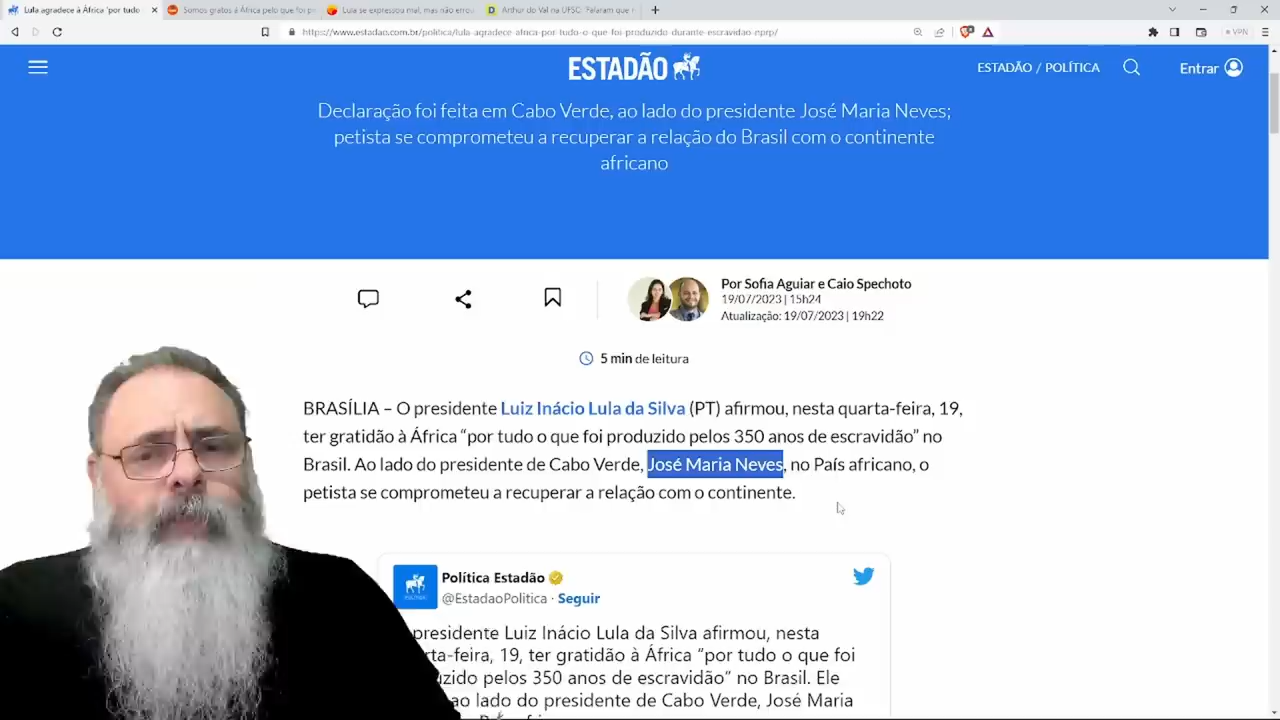 Lula agradece à África "por tudo
Somos gratos à África pelo que foi pr
Lula se expressou mal, mas não errou
Arthur do Val na UFSC: Falaram que
https://www.estadao.com.br/politica/lula-agradece-africa-por-tudo-o-que-foi-produzido-durante-escravidao-nprp/
VPN
ESTADÃO
ESTADÃO / POLÍTICA
Entrar
Declaração foi feita em Cabo Verde, ao lado do presidente José Maria Neves;
petista se comprometeu a recuperar a relação do Brasil com o continente
africano
Por Sofia Aguiar e Caio Spechoto
19/07/2023 | 15h24
Atualização: 19/07/2023 | 19h22
5 min de leitura
BRASÍLIA – O presidente Luiz Inácio Lula da Silva (PT) afirmou, nesta quarta-feira, 19,
ter gratidão à África “por tudo o que foi produzido pelos 350 anos de escravidão” no
Brasil. Ao lado do presidente de Cabo Verde, José Maria Neves, no País africano, o
petista se comprometeu a recuperar a relação com o continente.
Política Estadão
@EstadaoPolitica · Seguir
presidente Luiz Inácio Lula da Silva afirmou, nesta
rta-feira, 19, ter gratidão à África “por tudo o que foi
uzido pelos 350 anos de escravidão” no Brasil. Ele
ao lado do presidente de Cabo Verde, José Maria